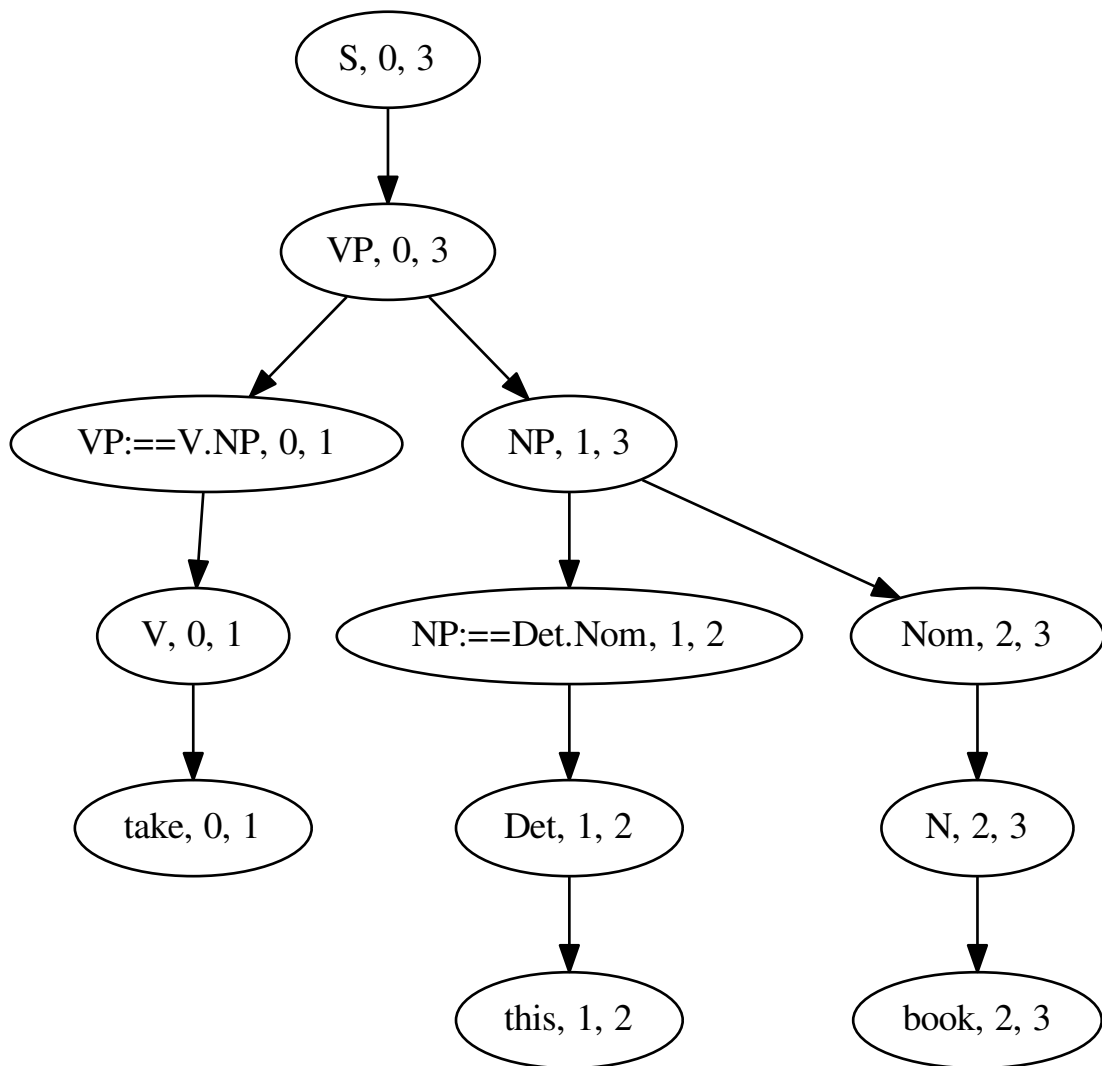 S, 0, 3
VP, 0, 3
VP:==V.NP, 0, 1
NP, 1, 3
V, 0, 1
NP:==Det.Nom, 1, 2
Nom, 2, 3
take, 0, 1
Det, 1, 2
N, 2, 3
this, 1, 2
book, 2, 3